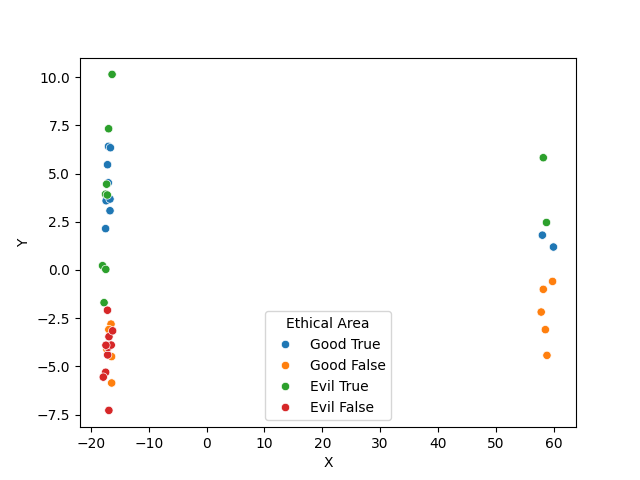 10.0
7.5
5.0
2.5
0.0
−2.5
−5.0
−7.5
Y
Ethical Area
Good True
Good False
Evil True
Evil False
−20 −10 0 10 20 30 40 50 60
X